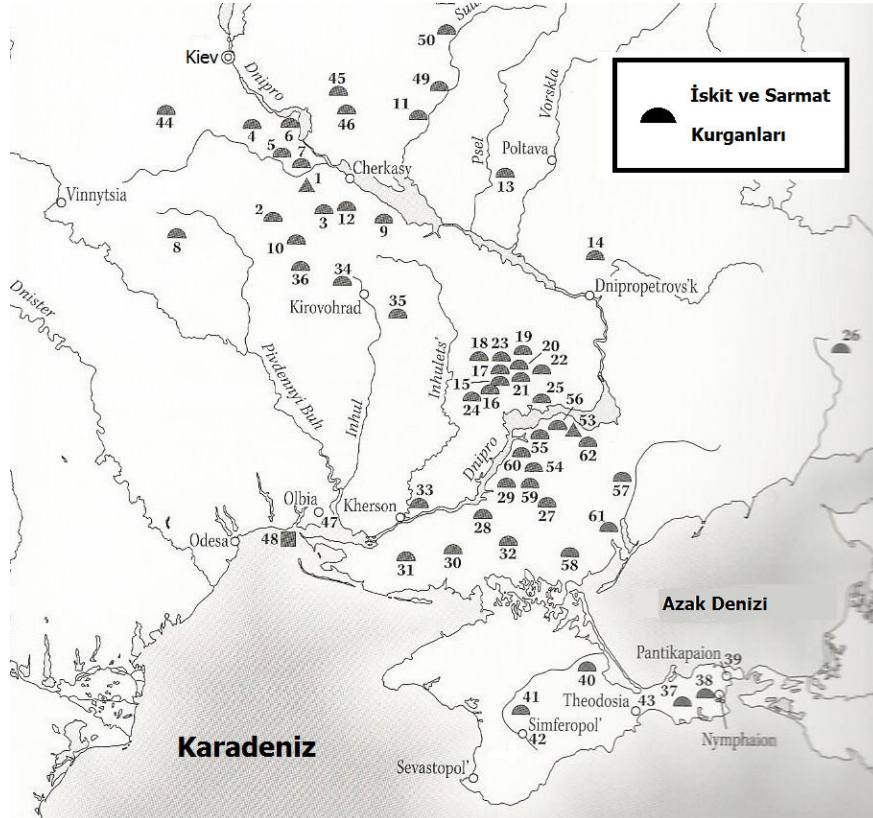 50
Sula
Kiev
Dnipro
45
49
İskit ve Sarmat
Kurganları
44
46
11
Vorskla
4
6
Psel
Poltava
5
7
Cherkasy
13
1
Vinnytsia
2
3
12
9
8
10
14
36
34
Dnipropetrovs'k
Kirovohrad
35
Dnister
Pivdennyi Buh
Inhul
Inhulets'
26
18
23
19
20
17
22
15
21
16
24
25
56
53
Dnipro
55
62
60
54
57
29
59
33
Olbia
Kherson
27
47
28
61
Odesa
48
32
31
30
58
Azak Denizi
Pantikapaion
39
40
37
38
Theodosia
41
43
Simferopol'
42
Nymphaion
Karadeniz
Sevastopol'